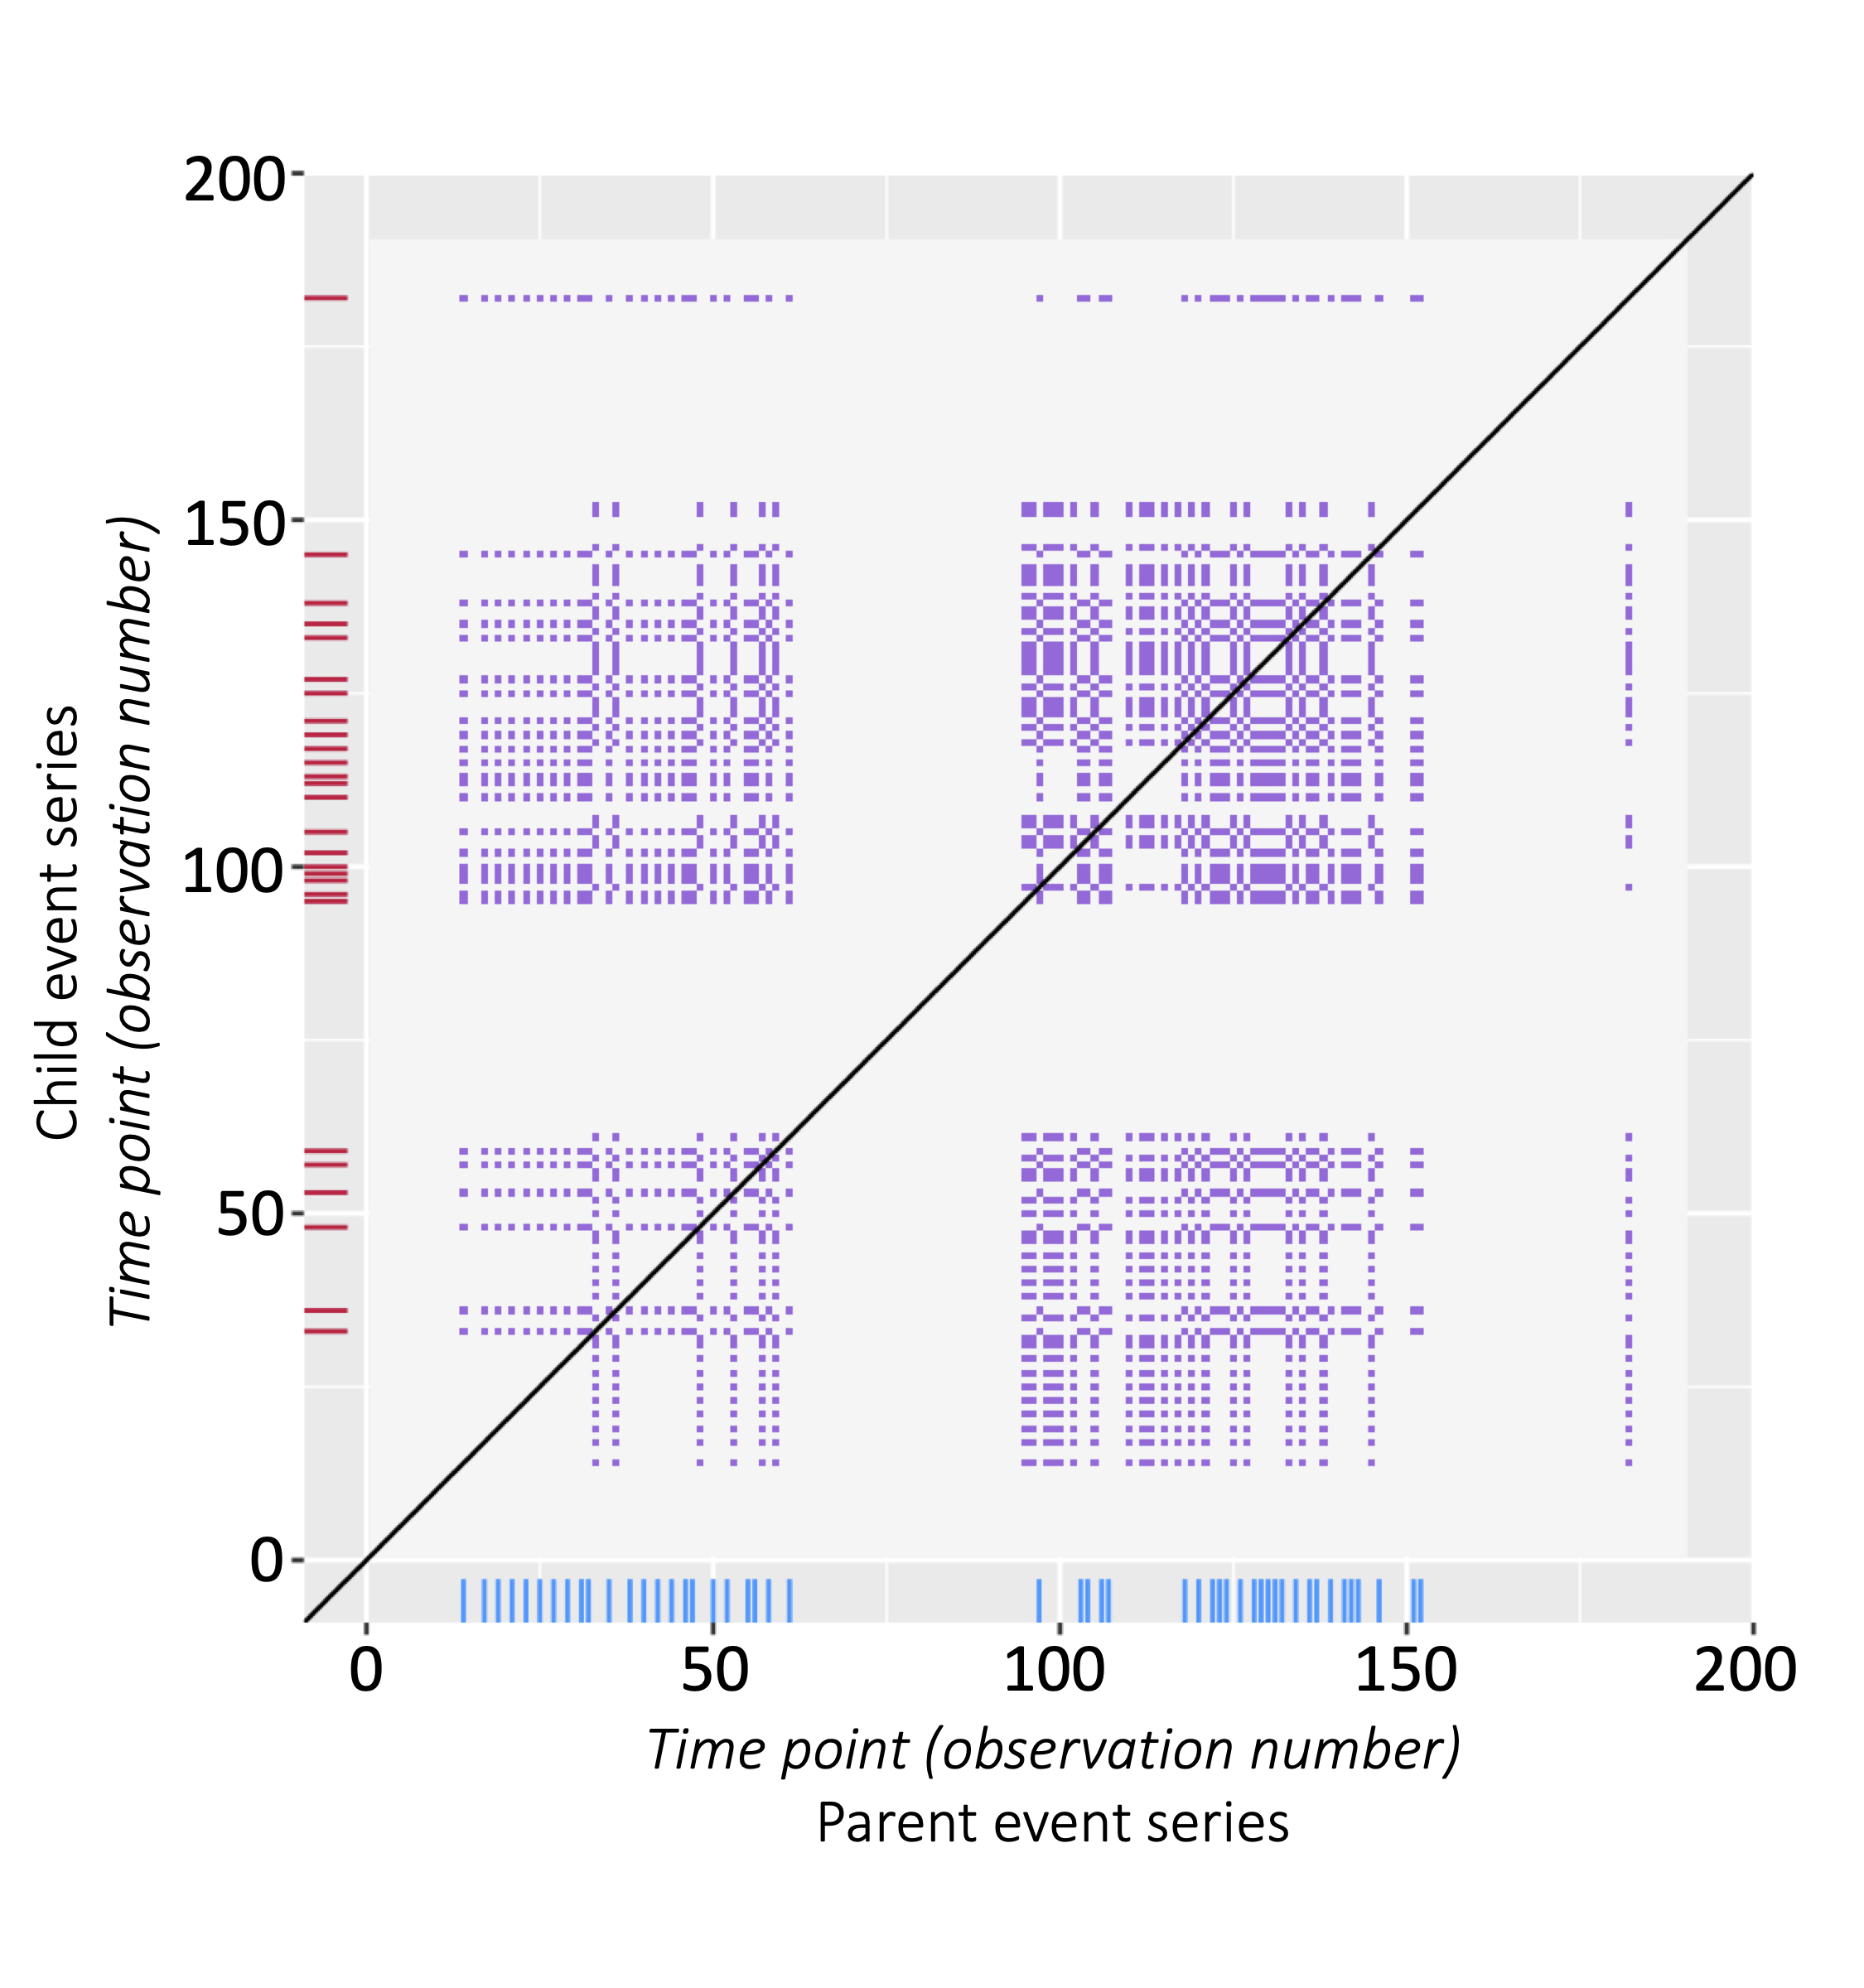 Child event series
Time point (observation number)
200
150
100
50
0
0 50 100 150 200
Time point (observation number)
Parent event series